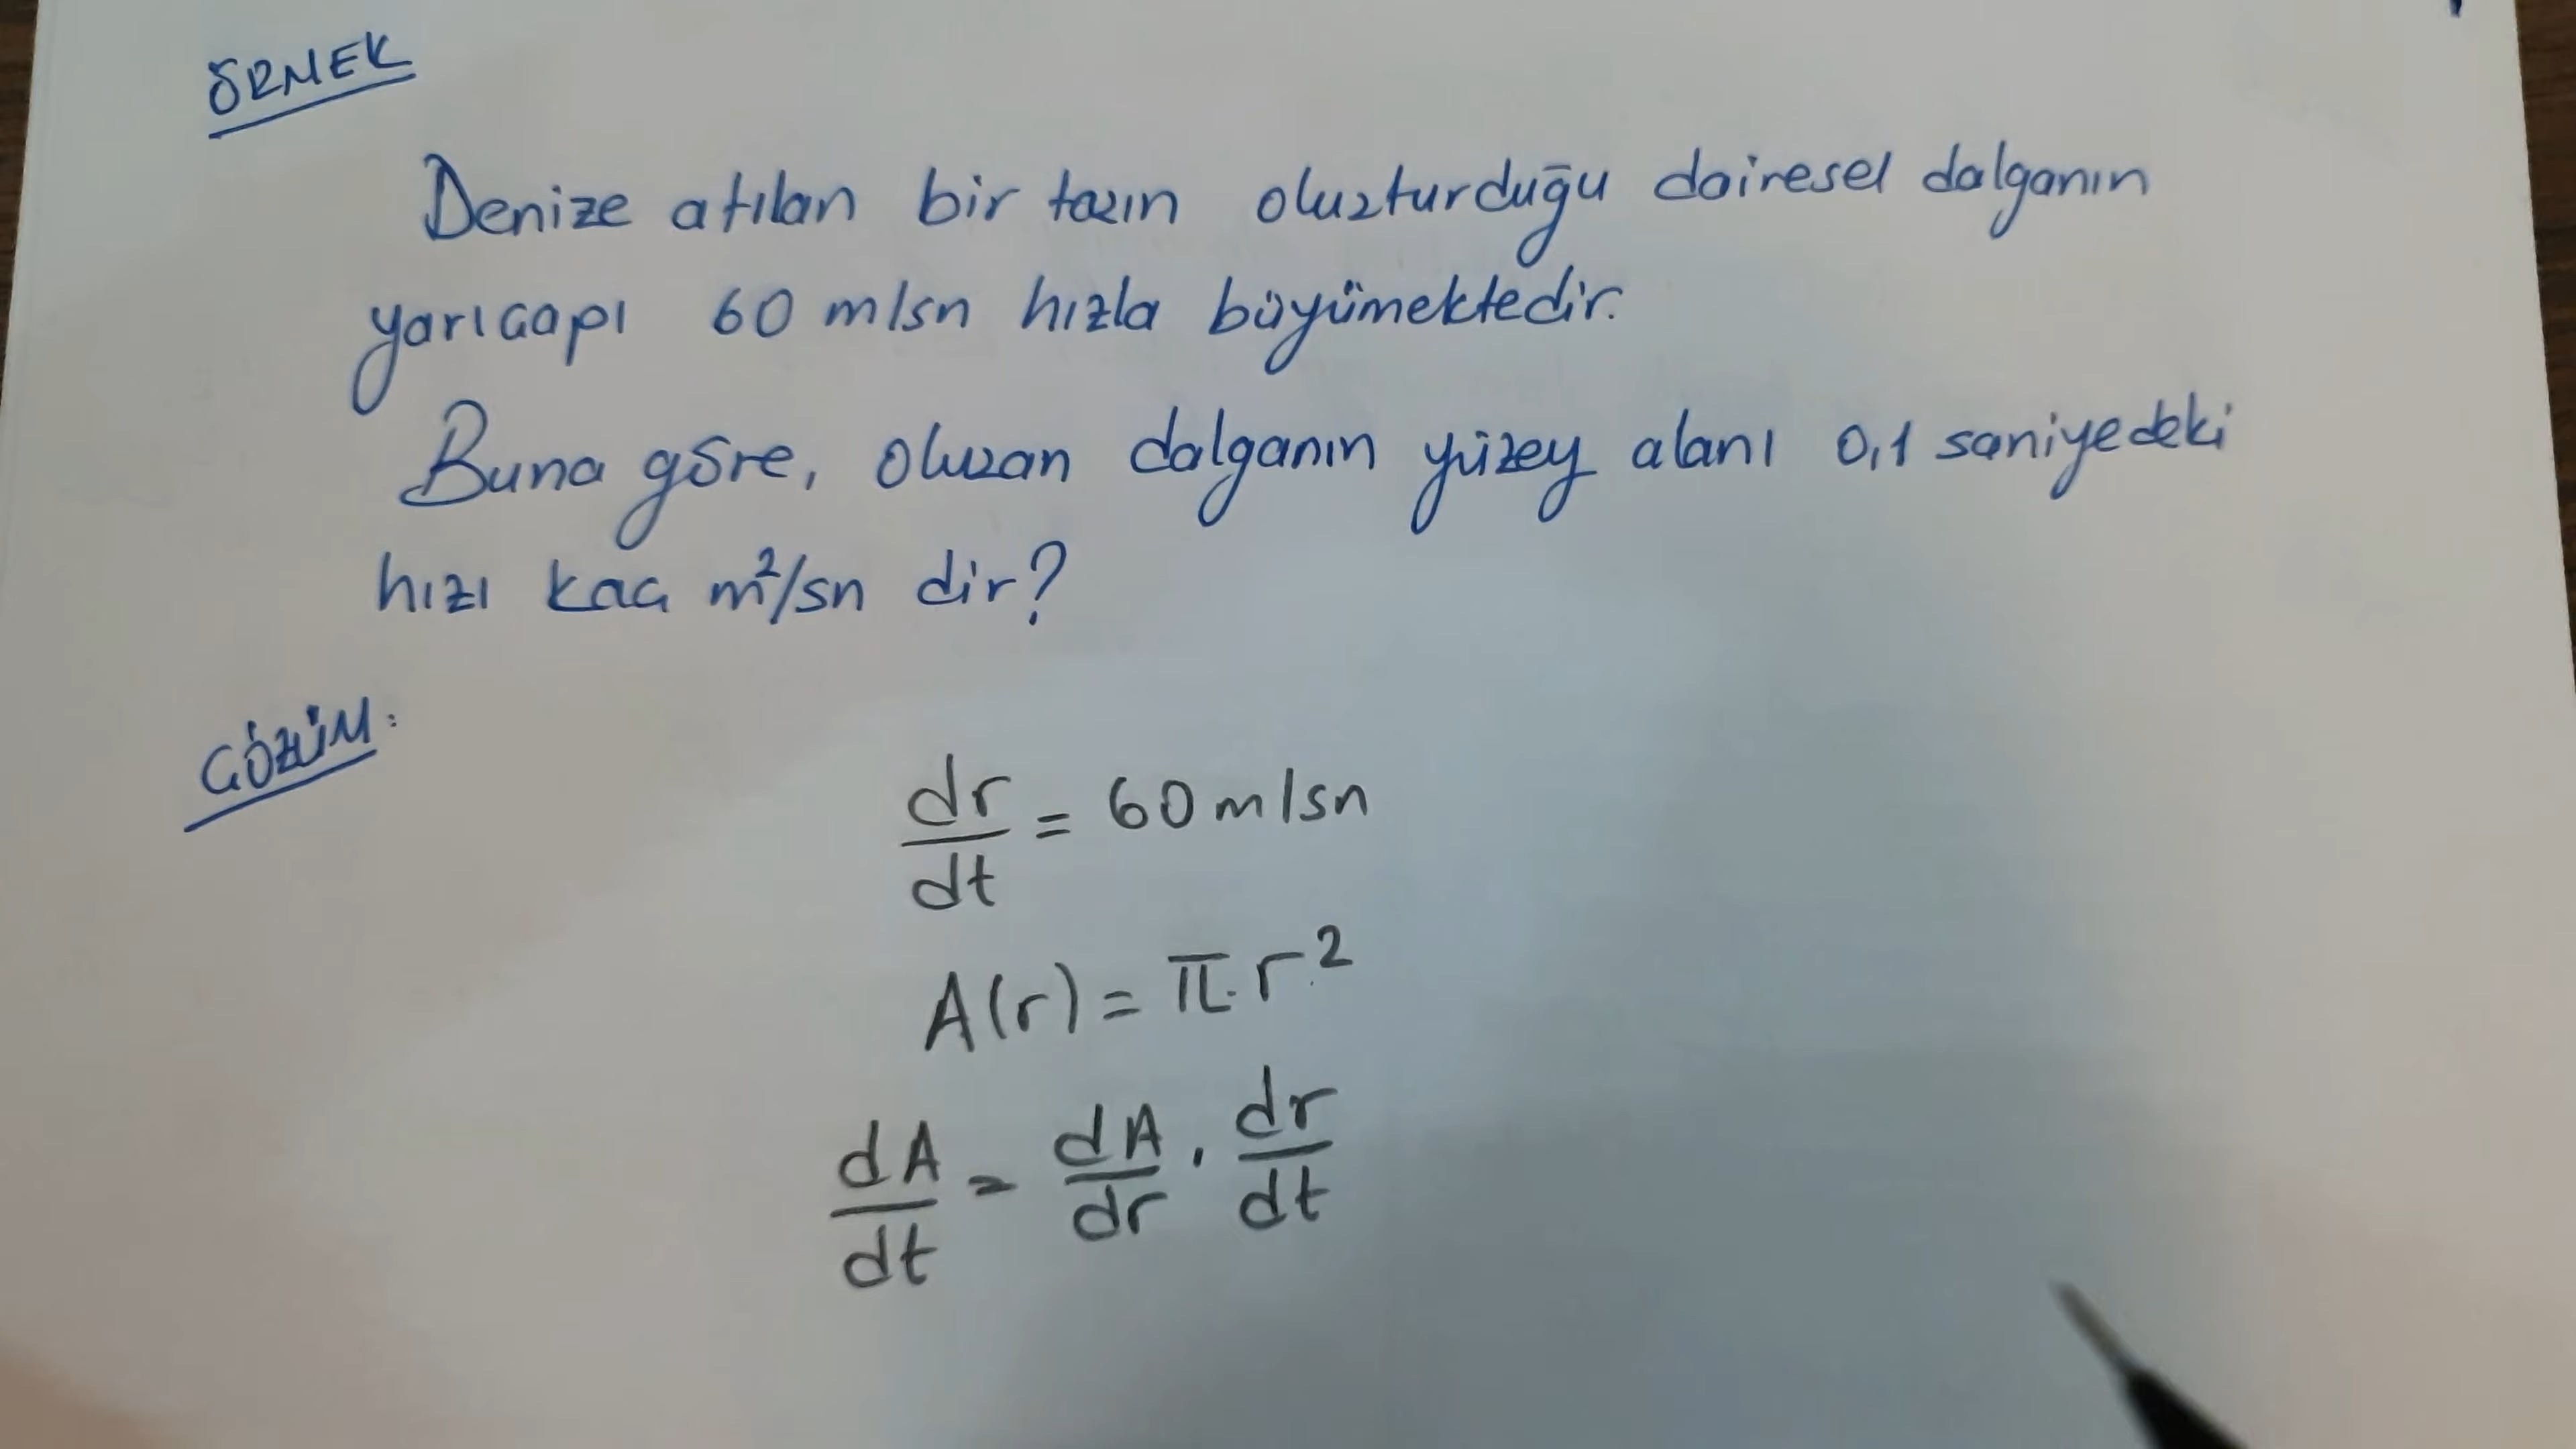 ÖRNEK
Denize atılan bir taşın oluşturduğu dairesel dalganın
yarıçapı 60 m/sn hızla büyümektedir.
Buna göre, oluşan dalganın yüzey alanı 0,1 saniyedeki
hızı kaç m²/sn dir?
ÇÖZÜM:
dr/dt = 60 m/sn
A(r) = π.r²
dA/dt = dA/dr . dr/dt